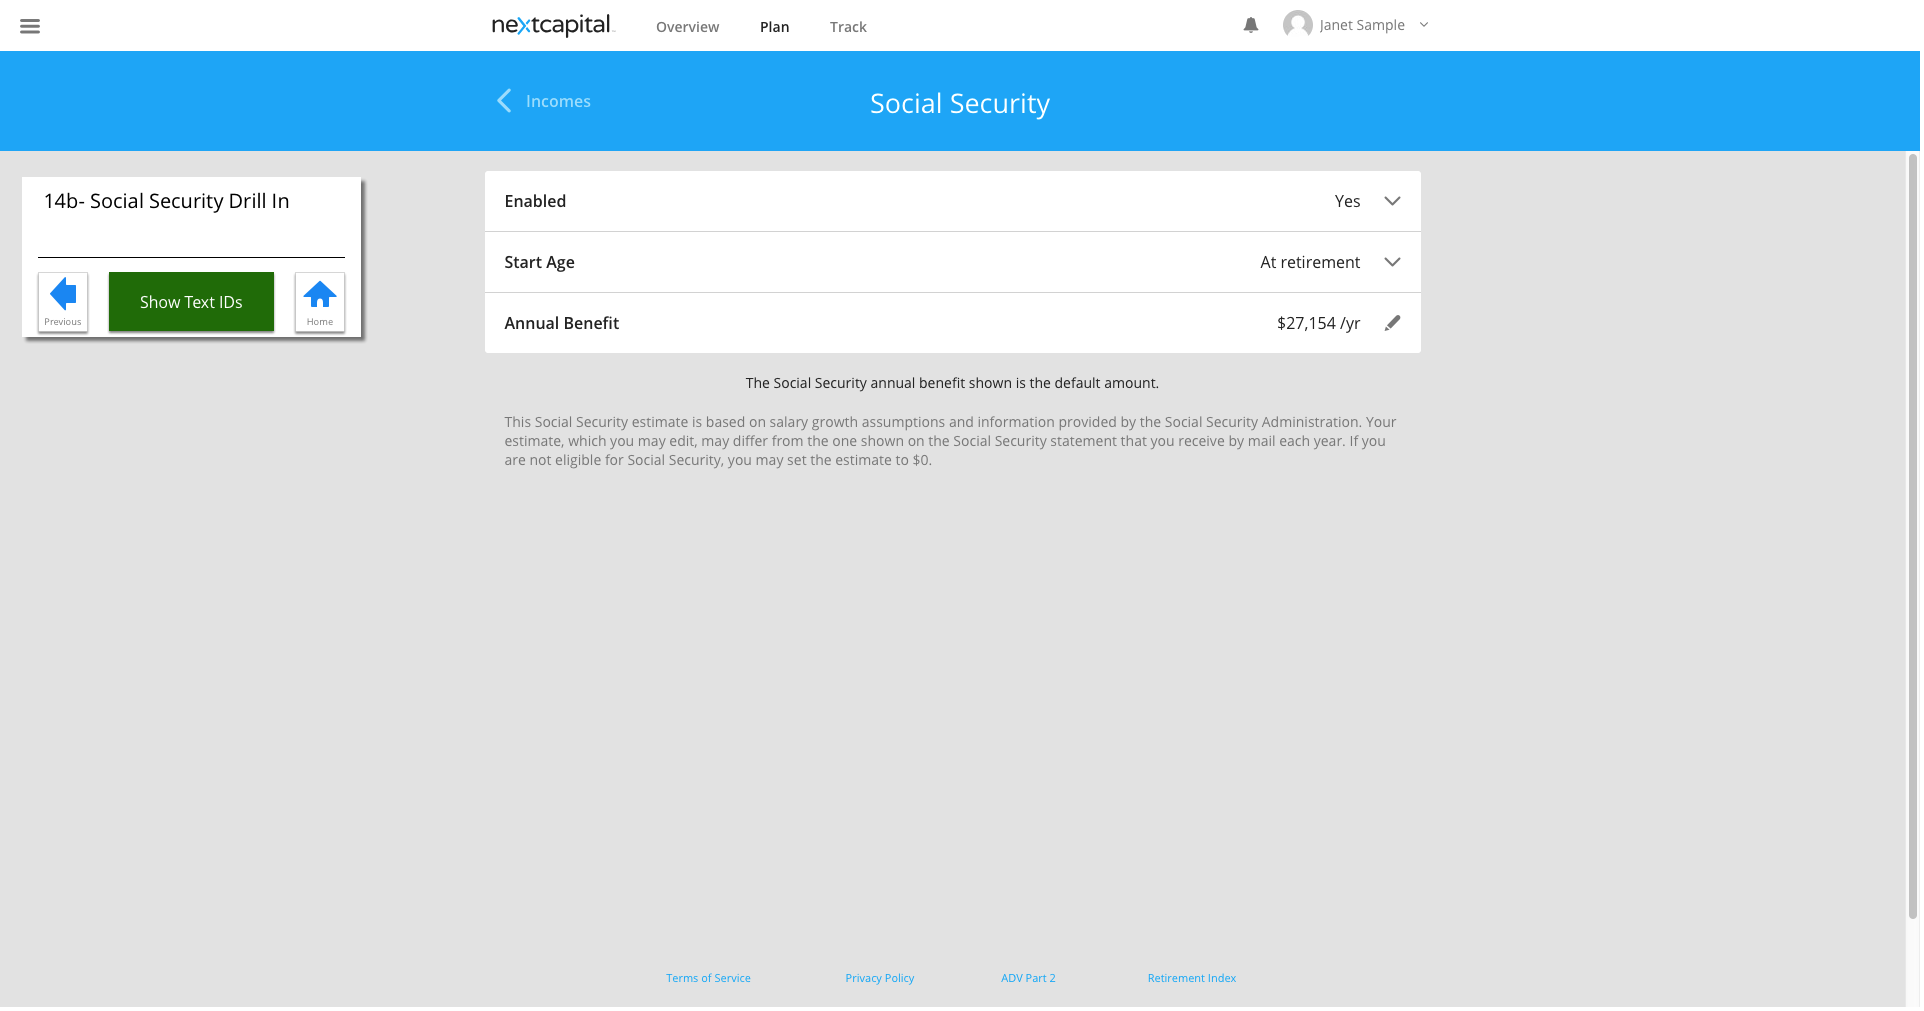 nextcapital
Overview
Plan
Track
Janet Sample
Incomes
Social Security
14b- Social Security Drill In
Previous
Show Text IDs
Home
Enabled
Yes
Start Age
At retirement
Annual Benefit
$27,154 /yr
The Social Security annual benefit shown is the default amount.
This Social Security estimate is based on salary growth assumptions and information provided by the Social Security Administration. Your
estimate, which you may edit, may differ from the one shown on the Social Security statement that you receive by mail each year. If you
are not eligible for Social Security, you may set the estimate to $0.
Terms of Service
Privacy Policy
ADV Part 2
Retirement Index